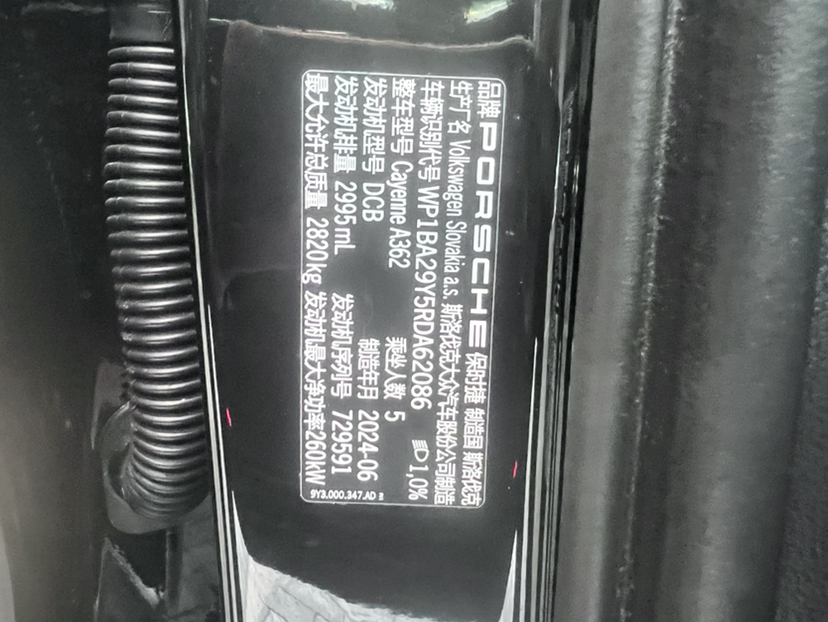 品牌 PORSCHE 保时捷 制造国 斯洛伐克
生产厂名 Volkswagen Slovakia a.s. 斯洛伐克大众汽车股份公司制造
车辆识别代号 WP1BA29Y5RDA62086 1,0%
整车型号 Cayenne A362 乘坐人数 5
发动机型号 DCB 制造年月 2024-06
发动机排量 2995mL 发动机序列号 729591
最大允许总质量 2820kg 发动机最大净功率260kW
9Y3.000.347.AD